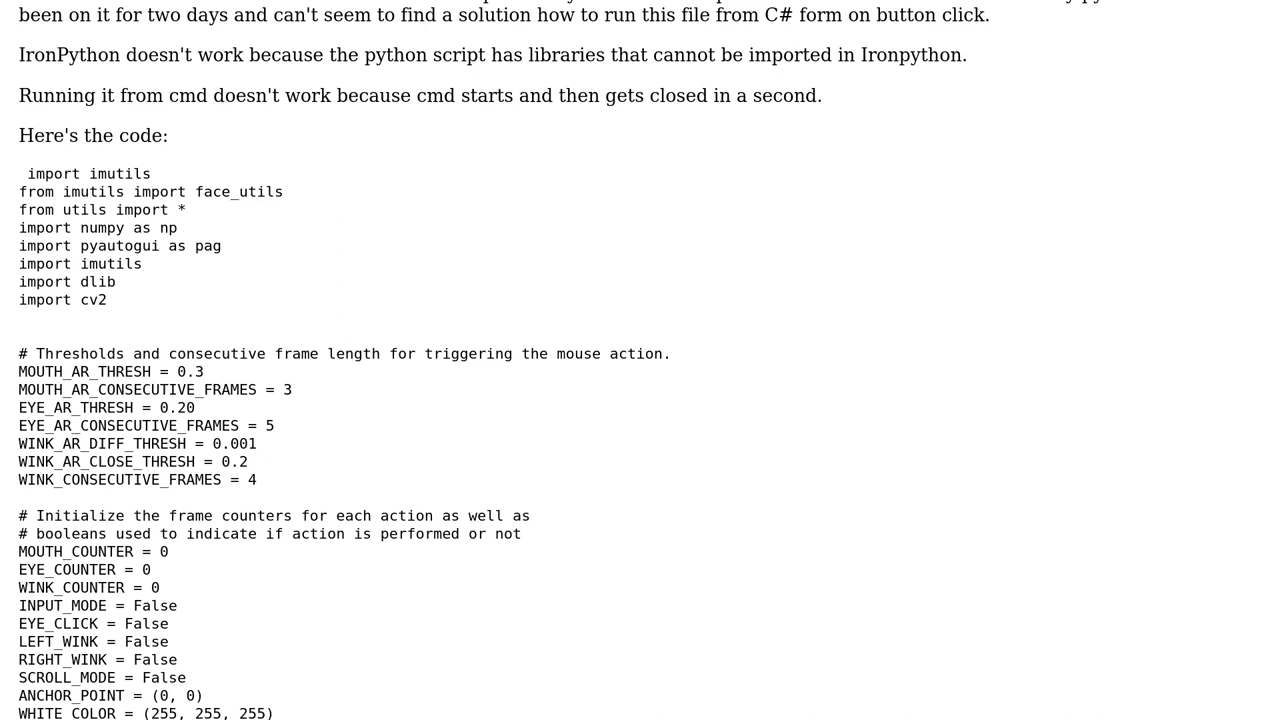 been on it for two days and can't seem to find a solution how to run this file from C# form on button click.
IronPython doesn't work because the python script has libraries that cannot be imported in Ironpython.
Running it from cmd doesn't work because cmd starts and then gets closed in a second.
Here's the code:
import imutils
from imutils import face_utils
from utils import *
import numpy as np
import pyautogui as pag
import imutils
import dlib
import cv2
# Thresholds and consecutive frame length for triggering the mouse action.
MOUTH_AR_THRESH = 0.3
MOUTH_AR_CONSECUTIVE_FRAMES = 3
EYE_AR_THRESH = 0.20
EYE_AR_CONSECUTIVE_FRAMES = 5
WINK_AR_DIFF_THRESH = 0.001
WINK_AR_CLOSE_THRESH = 0.2
WINK_CONSECUTIVE_FRAMES = 4
# Initialize the frame counters for each action as well as
# booleans used to indicate if action is performed or not
MOUTH_COUNTER = 0
EYE_COUNTER = 0
WINK_COUNTER = 0
INPUT_MODE = False
EYE_CLICK = False
LEFT_WINK = False
RIGHT_WINK = False
SCROLL_MODE = False
ANCHOR_POINT = (0, 0)
WHITE_COLOR = (255, 255, 255)